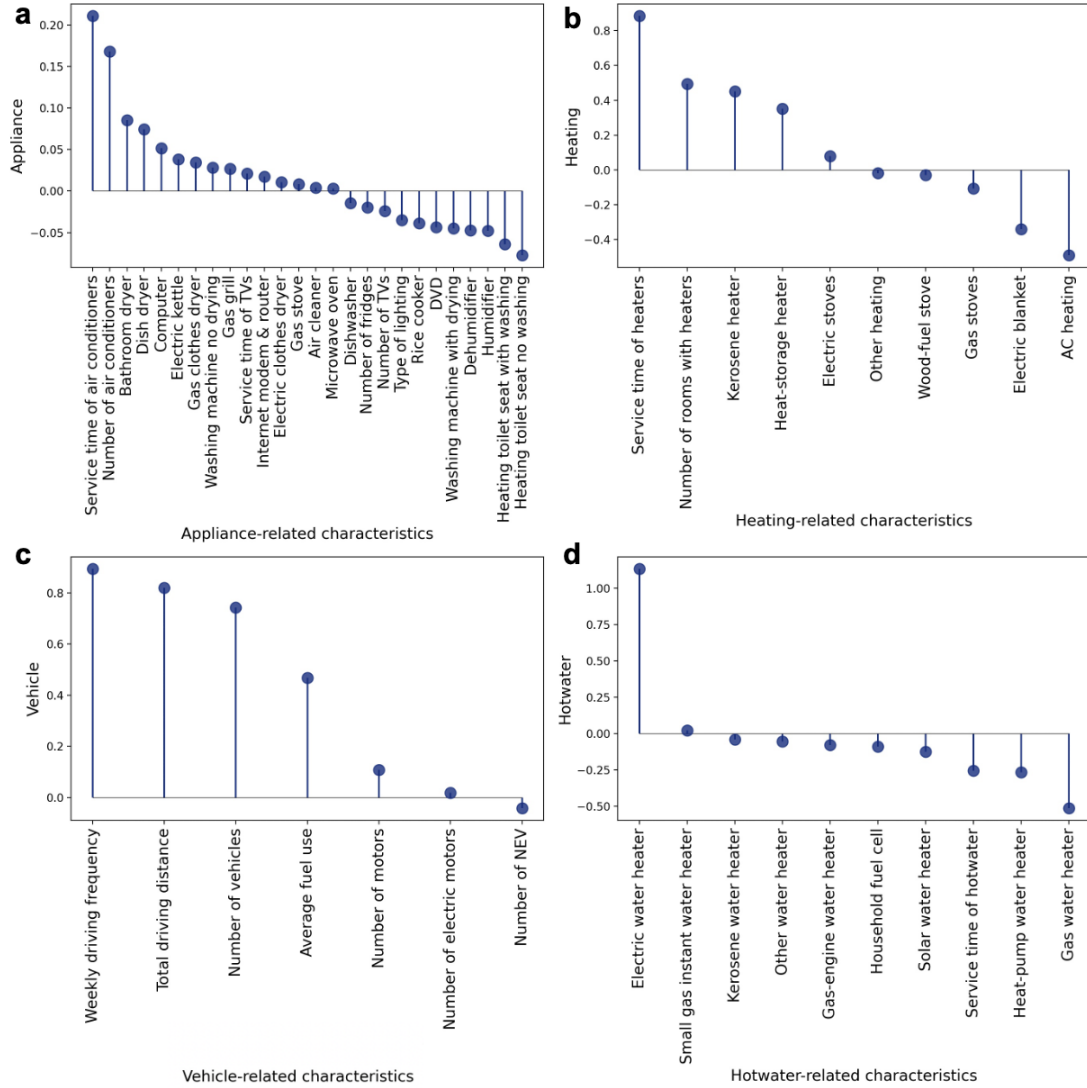 a
0.20
0.15
0.10
0.05
0.00
−0.05
Appliance
Service time of air conditioners
Number of air conditioners
Bathroom dryer
Dish dryer
Computer
Electric kettle
Gas clothes dryer
Washing machine no drying
Gas grill
Service time of TVs
Internet modem & router
Electric clothes dryer
Gas stove
Air cleaner
Microwave oven
Dishwasher
Number of fridges
Number of TVs
Type of lighting
Rice cooker
DVD
Washing machine with drying
Dehumidifier
Humidifier
Heating toilet seat with washing
Heating toilet seat no washing
Appliance-related characteristics
b
0.8
0.6
0.4
0.2
0.0
−0.2
−0.4
Heating
Service time of heaters
Number of rooms with heaters
Kerosene heater
Heat-storage heater
Electric stoves
Other heating
Wood-fuel stove
Gas stoves
Electric blanket
AC heating
Heating-related characteristics
c
0.8
0.6
0.4
0.2
0.0
Vehicle
Weekly driving frequency
Total driving distance
Number of vehicles
Average fuel use
Number of motors
Number of electric motors
Number of NEV
Vehicle-related characteristics
d
1.00
0.75
0.50
0.25
0.00
−0.25
−0.50
Hotwater
Electric water heater
Small gas instant water heater
Kerosene water heater
Other water heater
Gas-engine water heater
Household fuel cell
Solar water heater
Service time of hotwater
Heat-pump water heater
Gas water heater
Hotwater-related characteristics